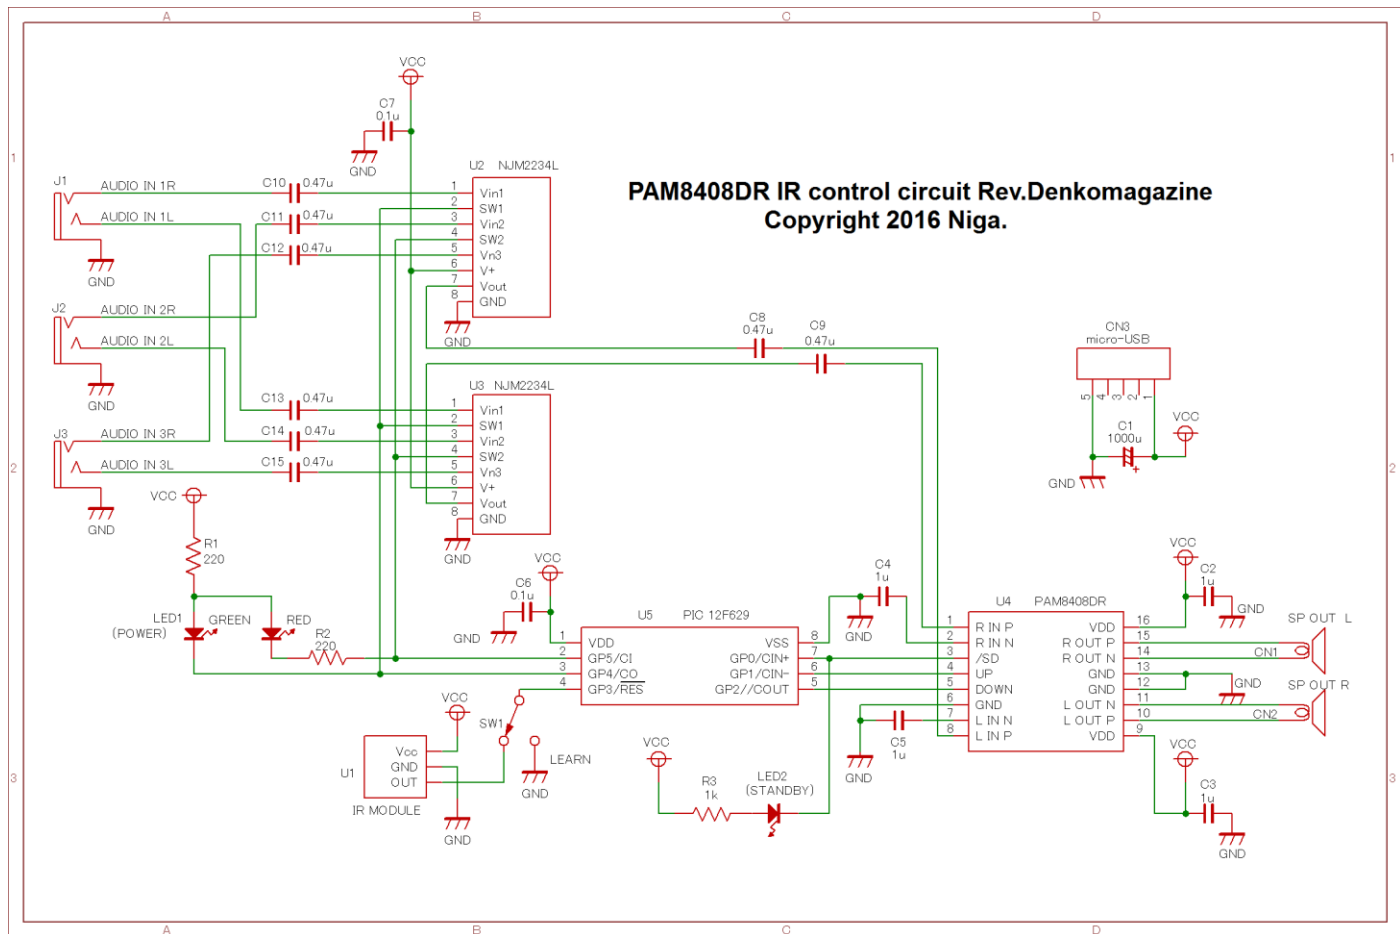 A B C D
1 1
2 2
3 3
A B C D
PAM8408DR IR control circuit Rev.Denkomagazine
Copyright 2016 Niga.
VCC
C7
0.1u
GND
J1
AUDIO IN 1R
AUDIO IN 1L
GND
J2
AUDIO IN 2R
AUDIO IN 2L
GND
J3
AUDIO IN 3R
AUDIO IN 3L
GND
C10 0.47u
C11 0.47u
C12 0.47u
C13 0.47u
C14 0.47u
C15 0.47u
U2 NJM2234L
1 Vin1
2 SW1
3 Vin2
4 SW2
5 Vn3
6 V+
7 Vout
8 GND
GND
U3 NJM2234L
1 Vin1
2 SW1
3 Vin2
4 SW2
5 Vn3
6 V+
7 Vout
8 GND
GND
C8
0.47u
C9
0.47u
CN3
micro-USB
5 4 3 2 1
VCC
C1
1000u
+
GND
VCC
R1
220
LED1
(POWER)
GREEN
RED
R2
220
VCC
C6
0.1u
GND
U5 PIC 12F629
1 VDD VSS 8
2 GP5/CI GP0/CIN+ 7
3 GP4/CO GP1/CIN- 6
4 GP3/RES GP2//COUT 5
C4
1u
GND
C5
1u
GND
U4 PAM8408DR
1 R IN P VDD 16
2 R IN N R OUT P 15
3 /SD R OUT N 14
4 UP GND 13
5 DOWN GND 12
6 GND L OUT N 11
7 L IN N L OUT P 10
8 L IN P VDD 9
VCC
C2
1u
GND
SP OUT L
CN1
GND
SP OUT R
CN2
VCC
C3
1u
GND
VCC
SW1
LEARN
GND
U1
Vcc
GND
OUT
IR MODULE
GND
VCC
R3
1k
LED2
(STANDBY)